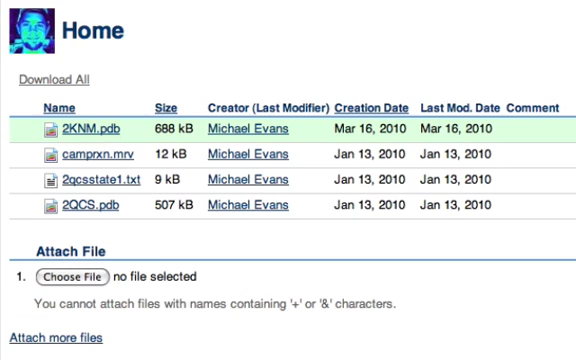 Home
Download All
Name Size Creator (Last Modifier) Creation Date Last Mod. Date Comment
2KNM.pdb 688 kB Michael Evans Mar 16, 2010 Mar 16, 2010
camprxn.mrv 12 kB Michael Evans Jan 13, 2010 Jan 13, 2010
2qcsstate1.txt 9 kB Michael Evans Jan 13, 2010 Jan 13, 2010
2QCS.pdb 507 kB Michael Evans Jan 13, 2010 Jan 13, 2010
Attach File
1. Choose File no file selected
You cannot attach files with names containing '+' or '&' characters.
Attach more files